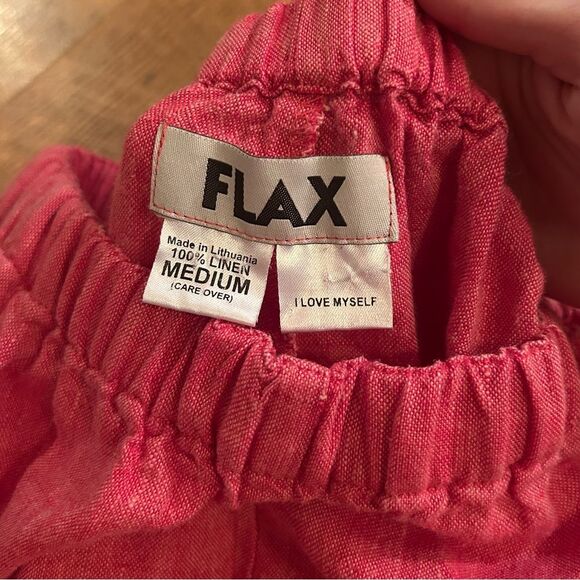 FLAX
Made in Lithuania
100% LINEN
MEDIUM
(CARE OVER)
I LOVE MYSELF